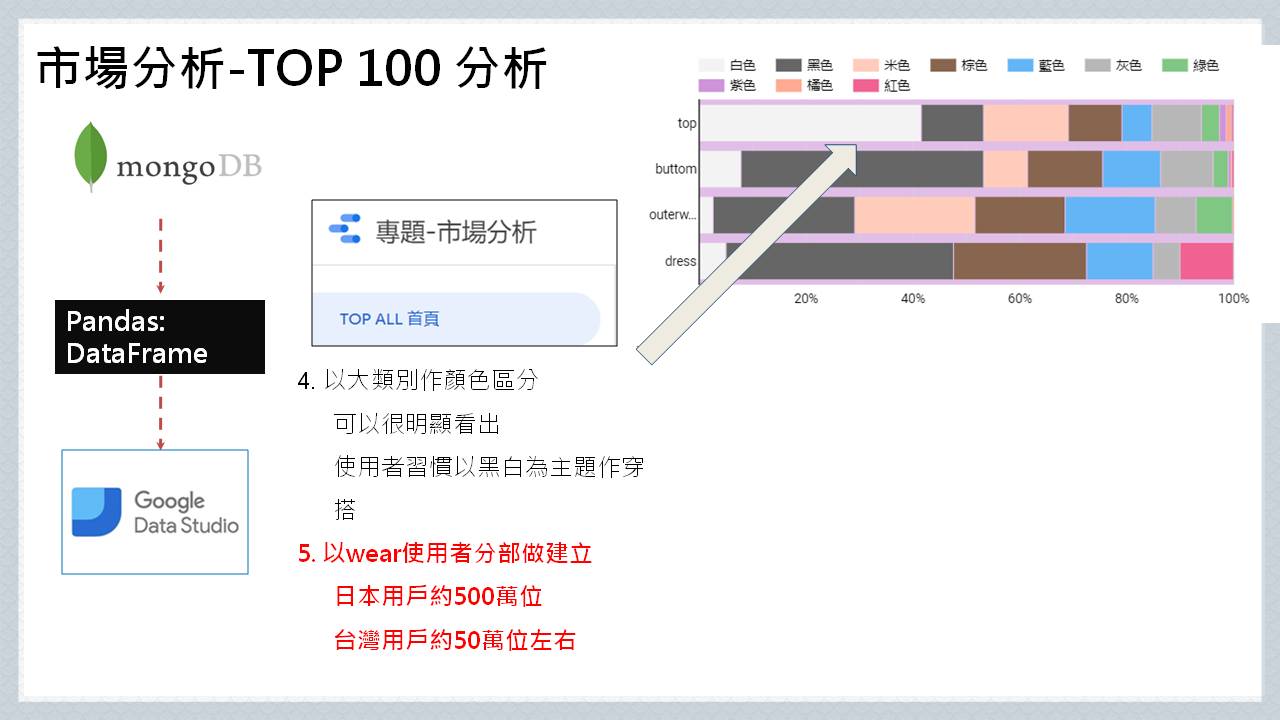 市場分析-TOP 100 分析
mongoDB
Pandas:
DataFrame
Google
Data Studio
專題-市場分析
TOP ALL 首頁
4. 以大類別作顏色區分
可以很明顯看出
使用者習慣以黑白為主題作穿
搭
5. 以wear使用者分部做建立
日本用戶約500萬位
台灣用戶約50萬位左右
白色 黑色 米色 棕色 藍色 灰色 綠色
紫色 橘色 紅色
top
buttom
outerw...
dress
20% 40% 60% 80% 100%